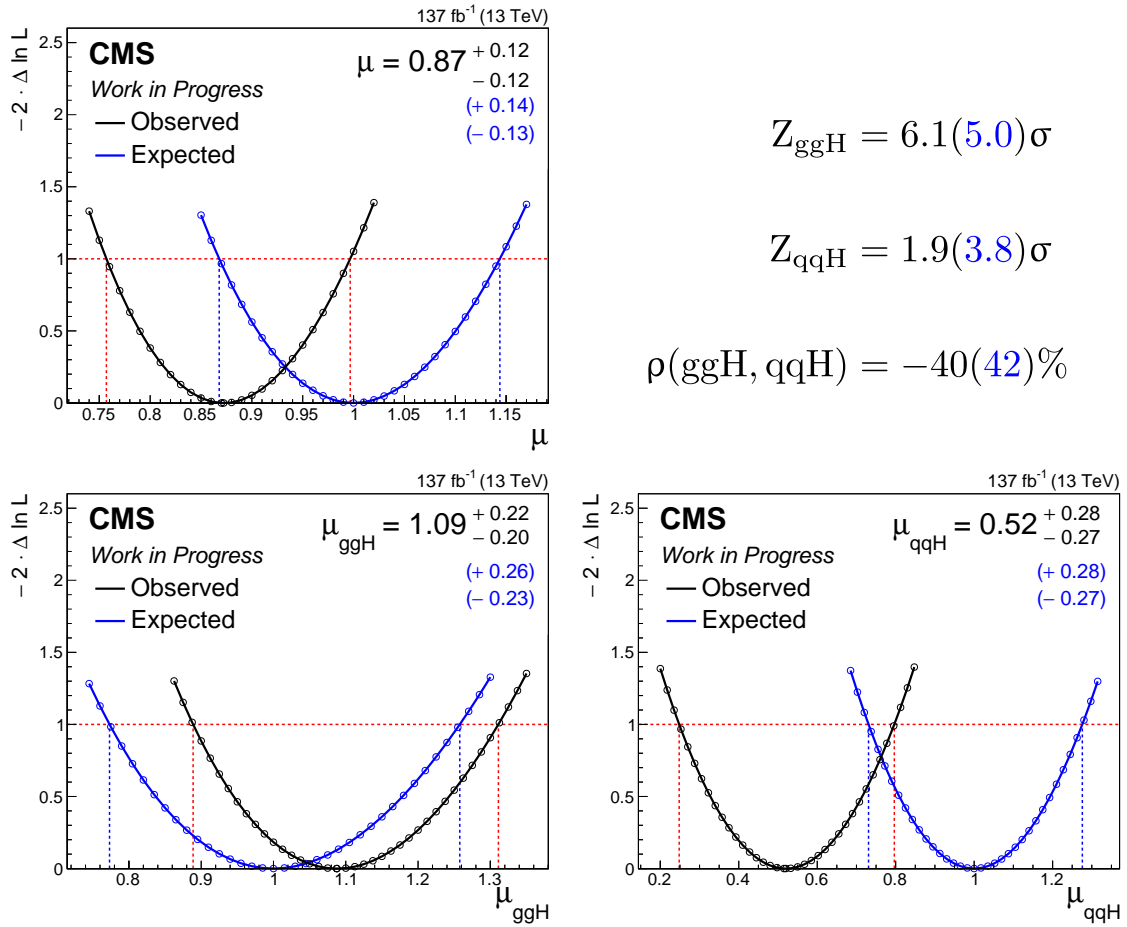 137 fb⁻¹ (13 TeV)
CMS
Work in Progress
Observed
Expected
μ = 0.87 + 0.12
− 0.12
(+ 0.14)
(− 0.13)
− 2 · Δ ln L
2.5
2
1.5
1
0.5
0
0.75 0.8 0.85 0.9 0.95 1 1.05 1.1 1.15
μ
Z_ggH = 6.1(5.0)σ
Z_qqH = 1.9(3.8)σ
ρ(ggH, qqH) = −40(42)%
137 fb⁻¹ (13 TeV)
CMS
Work in Progress
Observed
Expected
μ_ggH = 1.09 + 0.22
− 0.20
(+ 0.26)
(− 0.23)
− 2 · Δ ln L
2.5
2
1.5
1
0.5
0
0.8 0.9 1 1.1 1.2 1.3
μ_ggH
137 fb⁻¹ (13 TeV)
CMS
Work in Progress
Observed
Expected
μ_qqH = 0.52 + 0.28
− 0.27
(+ 0.28)
(− 0.27)
− 2 · Δ ln L
2.5
2
1.5
1
0.5
0
0.2 0.4 0.6 0.8 1 1.2
μ_qqH